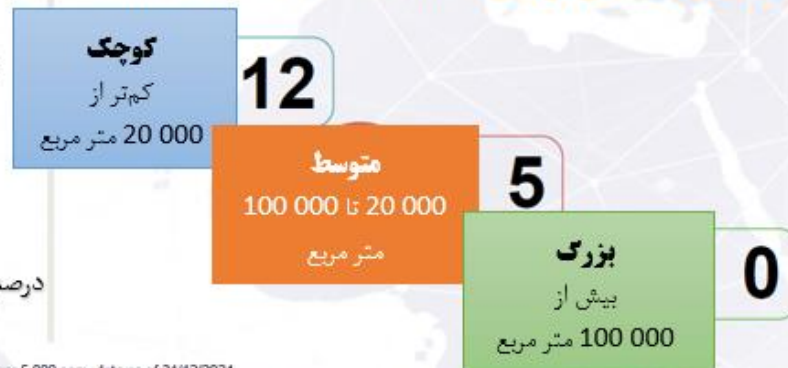 کوچک
کم‌تر از
20 000 متر مربع
12
متوسط
20 000 تا 100 000
متر مربع
5
بزرگ
بیش از
100 000 متر مربع
0